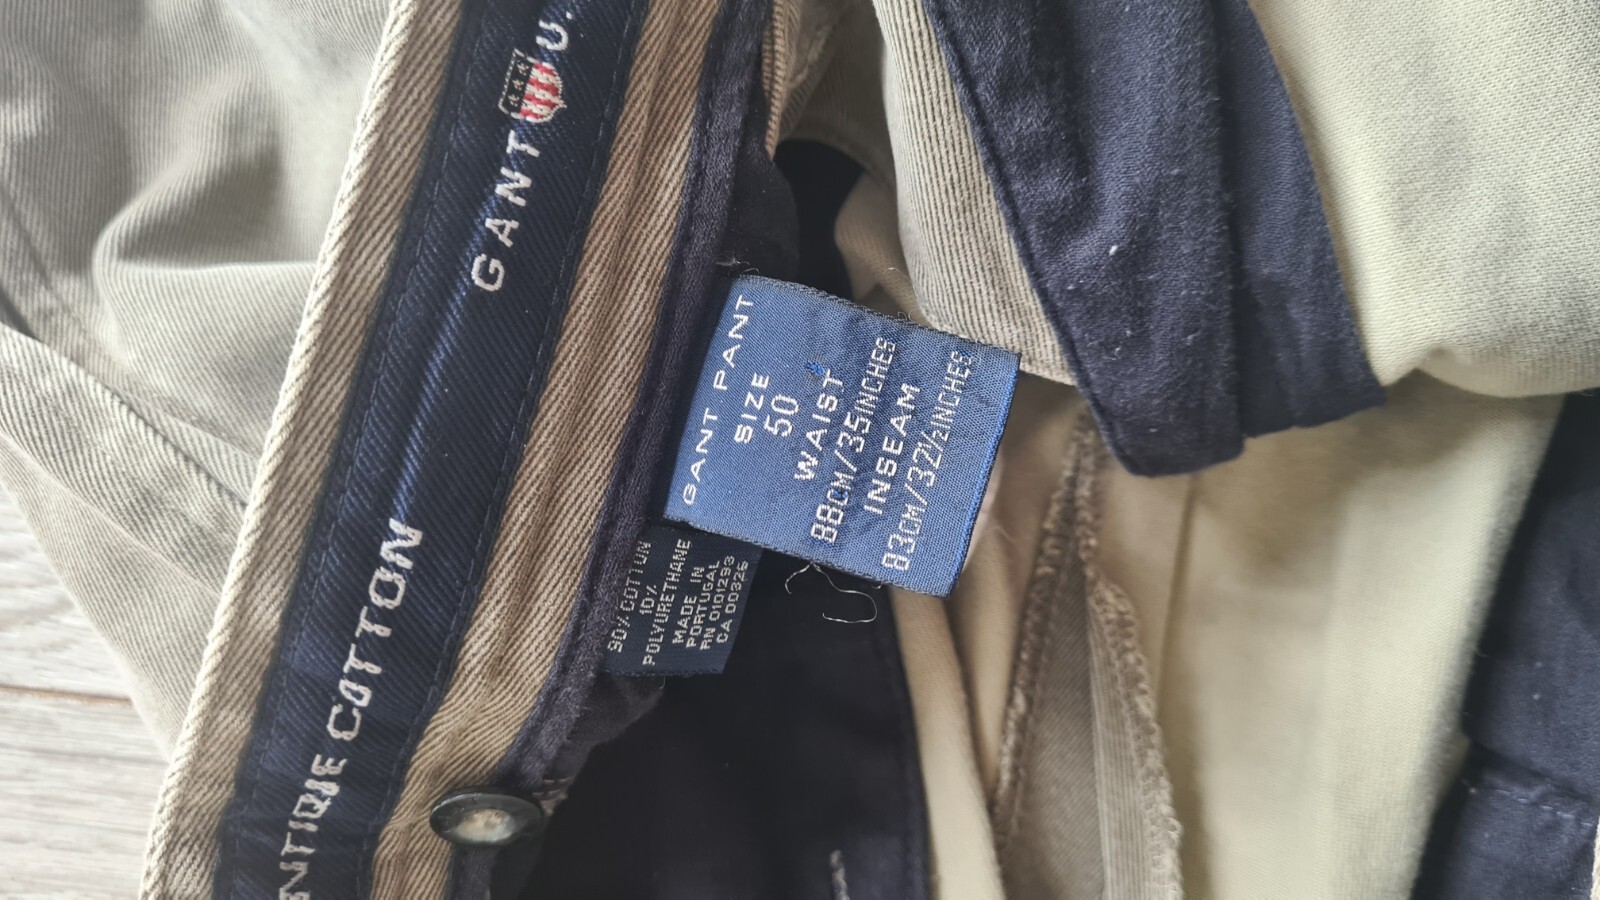 GANT U.
NTIQUE COTTON
GANT PANT
SIZE
50
WAIST
88CM/35INCHES
INSEAM
83CM/32½INCHES
90% COTTON
10%
POLYURETHANE
MADE IN
PORTUGAL
RN 0101293
CA 00326